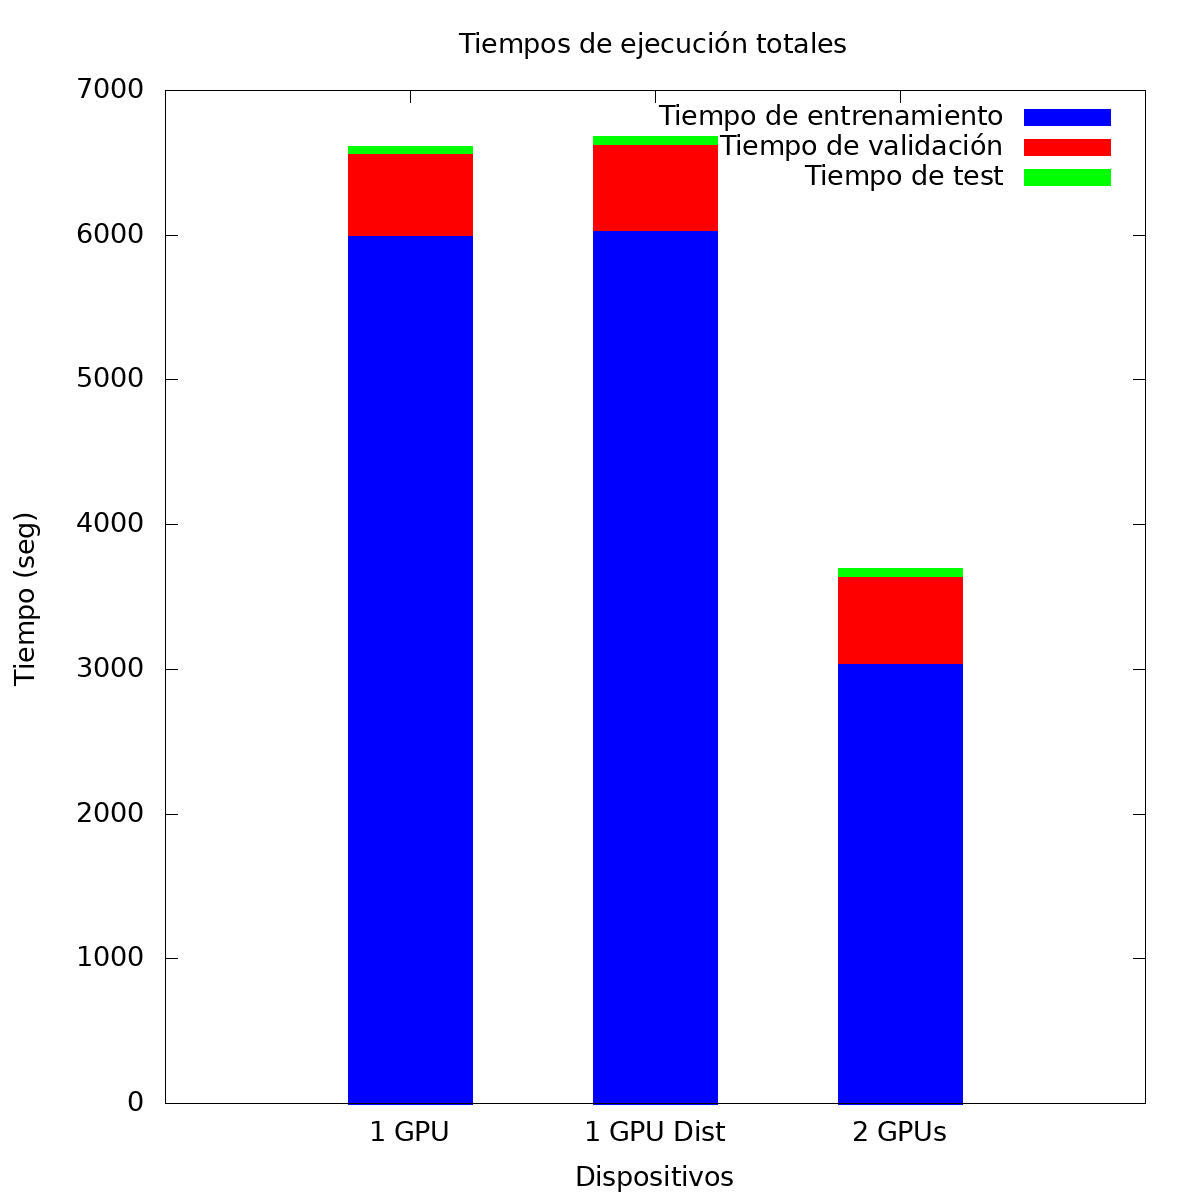 Tiempos de ejecución totales
7000
6000
5000
4000
3000
2000
1000
0
Tiempo (seg)
Tiempo de entrenamiento
Tiempo de validación
Tiempo de test
1 GPU
1 GPU Dist
2 GPUs
Dispositivos